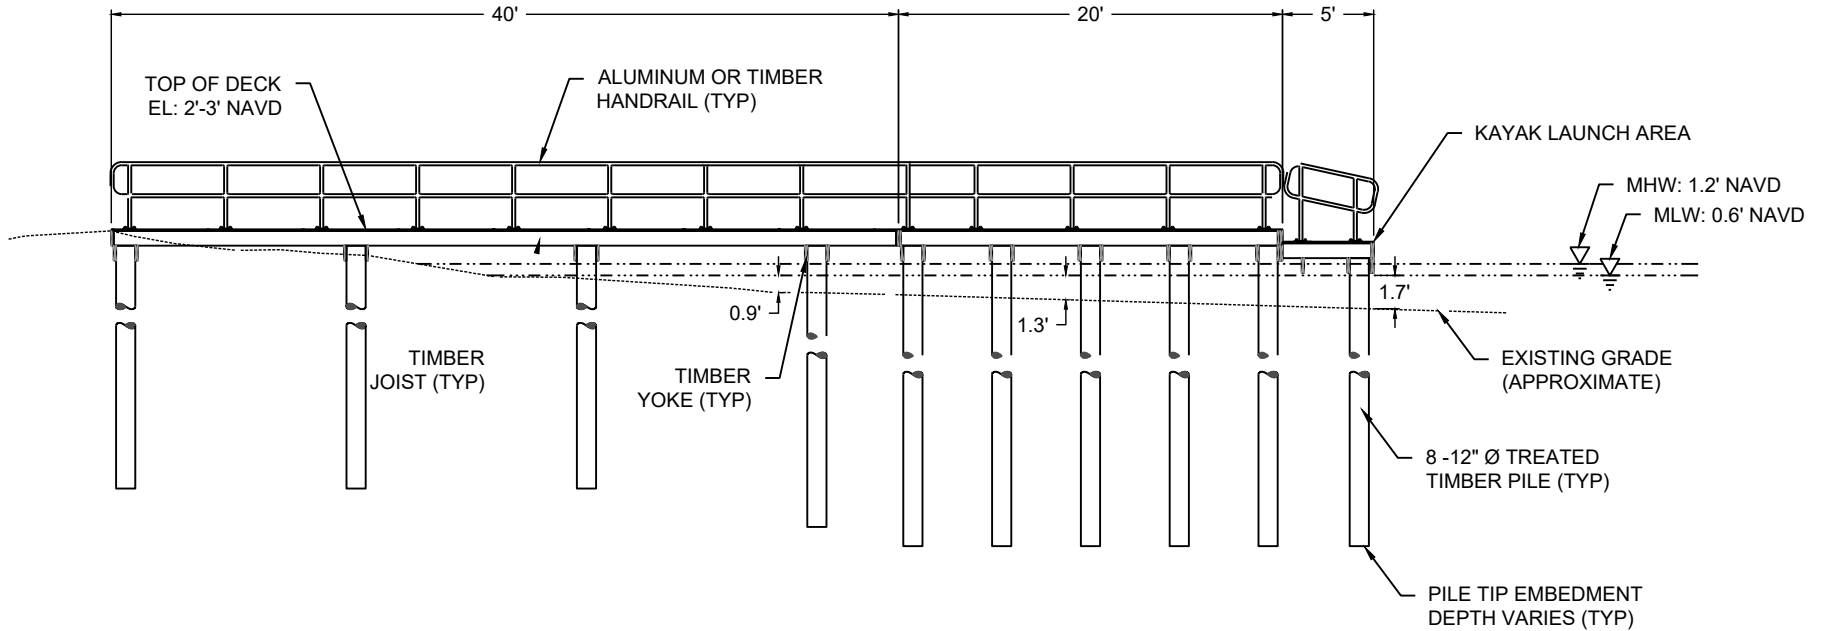 40'
20'
5'
TOP OF DECK
EL: 2'-3' NAVD
ALUMINUM OR TIMBER
HANDRAIL (TYP)
KAYAK LAUNCH AREA
MHW: 1.2' NAVD
MLW: 0.6' NAVD
0.9'
1.3'
1.7'
TIMBER
JOIST (TYP)
TIMBER
YOKE (TYP)
EXISTING GRADE
(APPROXIMATE)
8 -12" Ø TREATED
TIMBER PILE (TYP)
PILE TIP EMBEDMENT
DEPTH VARIES (TYP)